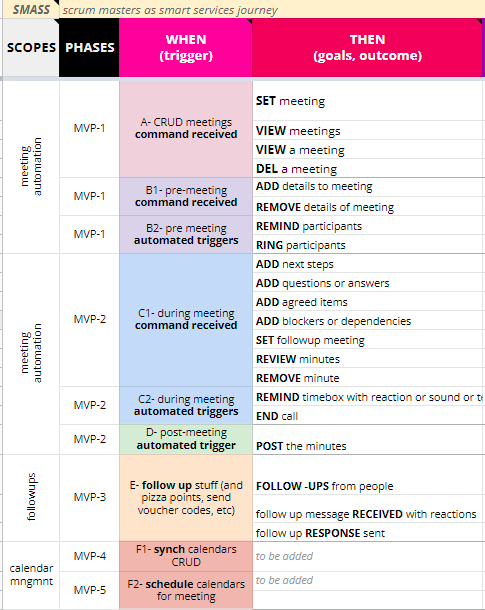 SMASS scrum masters as smart services journey
SCOPES PHASES WHEN THEN
(trigger) (goals, outcome)
meeting
automation
MVP-1
A- CRUD meetings
command received
SET meeting
VIEW meetings
VIEW a meeting
DEL a meeting
MVP-1
B1- pre-meeting
command received
ADD details to meeting
REMOVE details of meeting
MVP-1
B2- pre meeting
automated triggers
REMIND participants
RING participants
meeting
automation
MVP-2
C1- during meeting
command received
ADD next steps
ADD questions or answers
ADD agreed items
ADD blockers or dependencies
SET followup meeting
REVIEW minutes
REMOVE minute
MVP-2
C2- during meeting
automated triggers
REMIND timebox with reaction or sound or
END call
MVP-2
D- post-meeting
automated trigger
POST the minutes
followups
MVP-3
E- follow up stuff (and
pizza points, send
voucher codes, etc)
FOLLOW -UPS from people
follow up message RECEIVED with reactions
follow up RESPONSE sent
calendar
mngmnt
MVP-4
F1- synch calendars
CRUD
to be added
MVP-5
F2- schedule calendars
for meeting
to be added